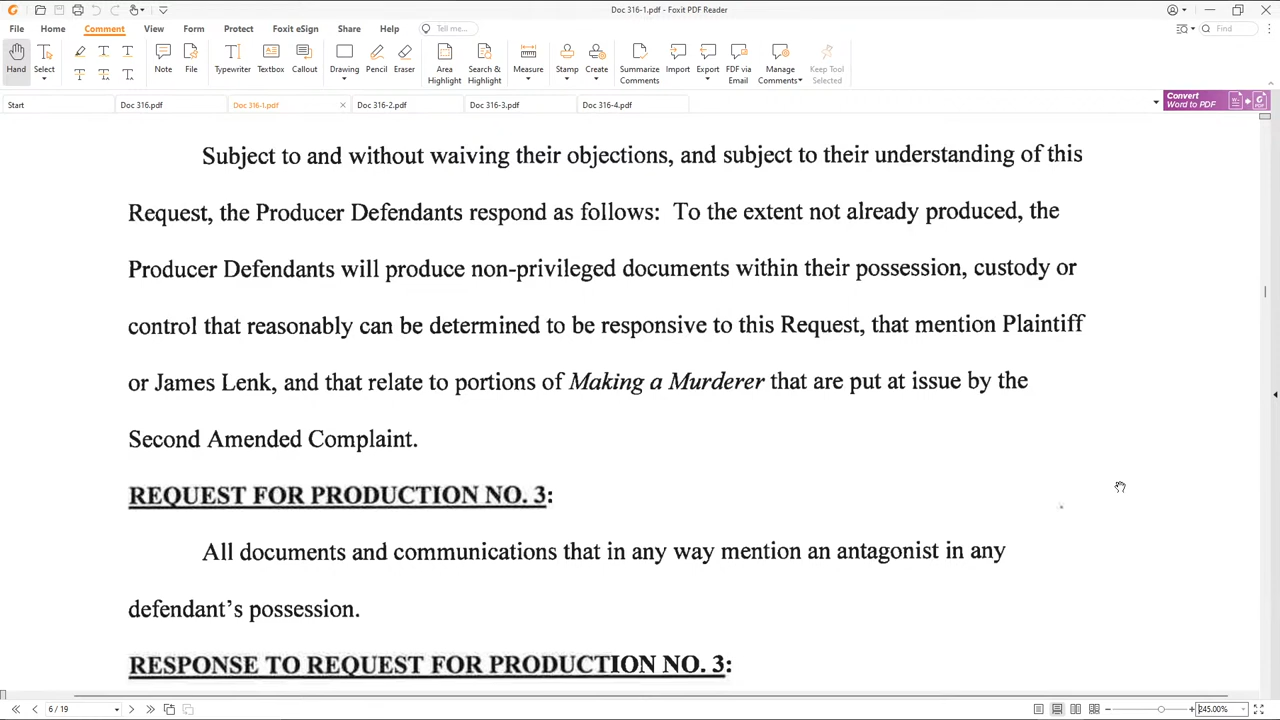 Doc 316-1.pdf - Foxit PDF Reader
File Home Comment View Form Protect Foxit eSign Share Help Tell me... Find
Hand Select Note File Typewriter Textbox Callout Drawing Pencil Eraser Area Highlight Search & Highlight Measure Stamp Create Summarize Comments Import Export FDF via Email Manage Comments Keep Tool Selected
Start Doc 316.pdf Doc 316-1.pdf Doc 316-2.pdf Doc 316-3.pdf Doc 316-4.pdf Convert Word to PDF
Subject to and without waiving their objections, and subject to their understanding of this
Request, the Producer Defendants respond as follows: To the extent not already produced, the
Producer Defendants will produce non-privileged documents within their possession, custody or
control that reasonably can be determined to be responsive to this Request, that mention Plaintiff
or James Lenk, and that relate to portions of Making a Murderer that are put at issue by the
Second Amended Complaint.
REQUEST FOR PRODUCTION NO. 3:
All documents and communications that in any way mention an antagonist in any
defendant's possession.
RESPONSE TO REQUEST FOR PRODUCTION NO. 3:
6 / 19 245.00%